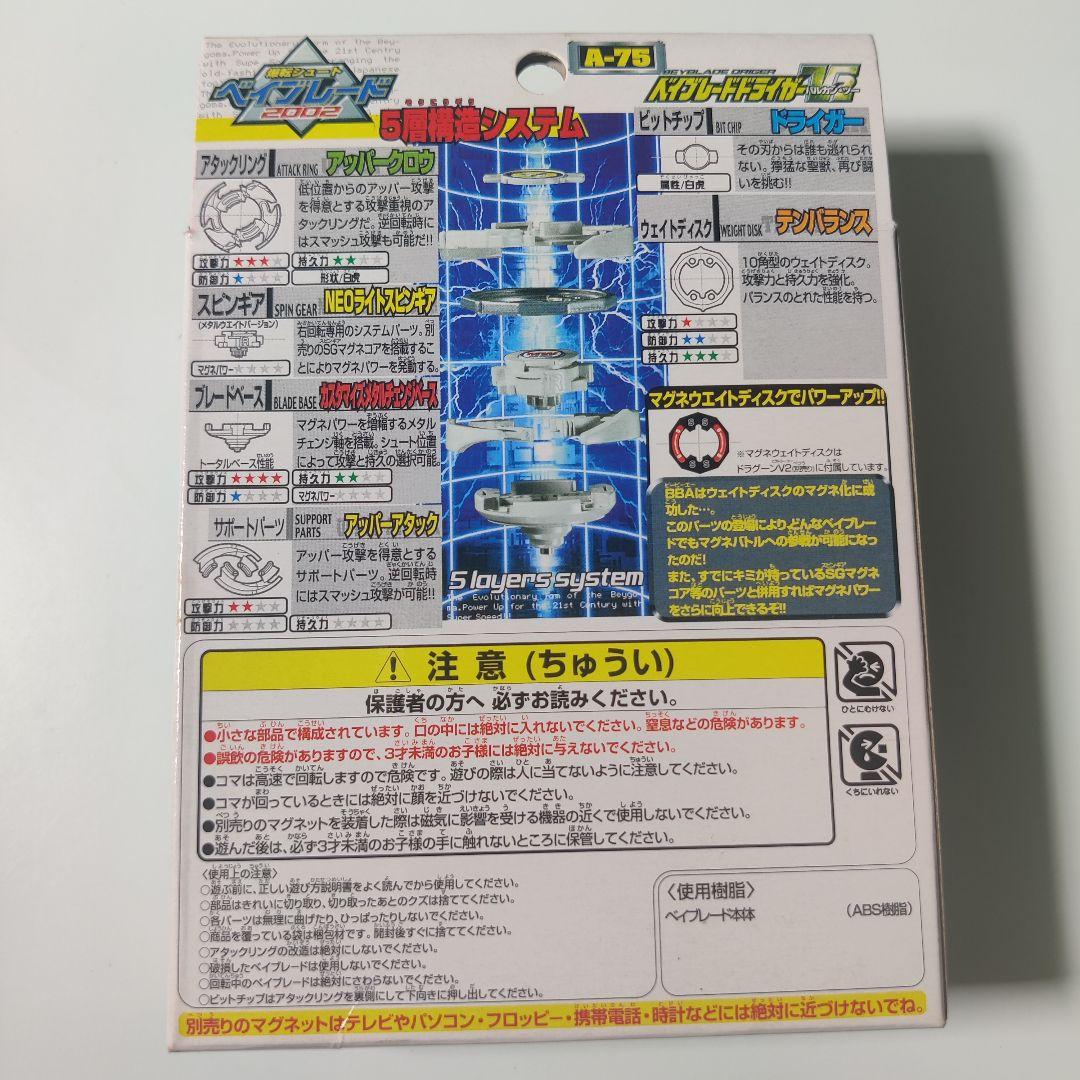 A-75
爆転シュート
ベイブレード
2002
BEYBLADE DRIGER
ベイブレードドライガーV2
バルカン・ツー
5層構造システム
アタックリング ATTACK RING アッパークロウ
低位置からのアッパー攻撃
を得意とする攻撃重視のア
タックリングだ。逆回転時に
はスマッシュ攻撃も可能だ!!
攻撃力★★★☆☆ 持久力★★☆☆☆
防御力★☆☆☆☆ 形状/白虎
スピンギア SPIN GEAR NEOライトスピンギア
(メタルウエイトバージョン)
右回転専用のシステムパーツ。別
売りのSGマグネコアを搭載するこ
とによりマグネパワーを発動する。
マグネパワー☆☆☆☆☆
ブレードベース BLADE BASE カスタマイズメタルチェンジベース
マグネパワーを増幅するメタル
チェンジ軸を搭載。シュート位置
によって攻撃と持久の選択可能。
トータルベース性能
攻撃力★★★★☆ 持久力★★☆☆☆
防御力★☆☆☆☆ マグネパワー☆☆☆☆
サポートパーツ SUPPORT PARTS アッパーアタック
アッパー攻撃を得意とする
サポートパーツ。逆回転時
にはスマッシュ攻撃が可能!!
攻撃力★★☆☆☆
防御力☆☆☆☆☆ 持久力☆☆☆☆☆
5 layers system
The Evolutionary fam of the Beygo
ma.Power Up for the 21st Century with
Super Speed!!
ビットチップ BIT CHIP ドライガー
その刃からは誰も逃れられ
ない。獰猛な聖獣、再び闘
いを挑む!!
属性/白虎
ウェイトディスク WEIGHT DISK テンバランス
10角型のウェイトディスク。
攻撃力と持久力を強化。
バランスのとれた性能を持つ。
攻撃力★☆☆☆☆
防御力★★☆☆☆
持久力★★★☆☆
マグネウエイトディスクでパワーアップ!!
※マグネウェイトディスクは
ドラグーンV2(別売り)に付属しています。
BBAはウェイトディスクのマグネ化に成
功した…。
このパーツの登場により、どんなベイブレー
ドでもマグネバトルへの参戦が可能になっ
たのだ!
また、すでにキミが持っているSGマグネ
コア等のパーツと併用すればマグネパワー
をさらに向上できるぞ!!
注意(ちゅうい)
保護者の方へ 必ずお読みください。
●小さな部品で構成されています。口の中には絶対に入れないでください。窒息などの危険があります。
●誤飲の危険がありますので、3才未満のお子様には絶対に与えないでください。
●コマは高速で回転しますので危険です。遊びの際は人に当てないように注意してください。
●コマが回っているときには絶対に顔を近づけないでください。
●別売りのマグネットを装着した際は磁気に影響を受ける機器の近くで使用しないでください。
●遊んだ後は、必ず3才未満のお子様の手に触れないところに保管してください。
ひとにむけない
くちにいれない
〈使用上の注意〉
○遊ぶ前に、正しい遊び方説明書をよく読んでから使用してください。
○部品はきれいに切り取り、切り取ったあとのクズは捨ててください。
○各パーツは無理に曲げたり、ひっぱったりしないでください。
○商品を覆っている袋は梱包材です。開封後すぐに捨ててください。
○アタックリングの改造は絶対にしないでください。
○破損したベイブレードは使用しないでください。
○回転中のベイブレードは絶対にさわらないでください。
○ビットチップはアタックリングを裏側にして下向きに押し出してください。
〈使用樹脂〉
ベイブレード本体 (ABS樹脂)
別売りのマグネットはテレビやパソコン・フロッピー・携帯電話・時計などには絶対に近づけないでね。